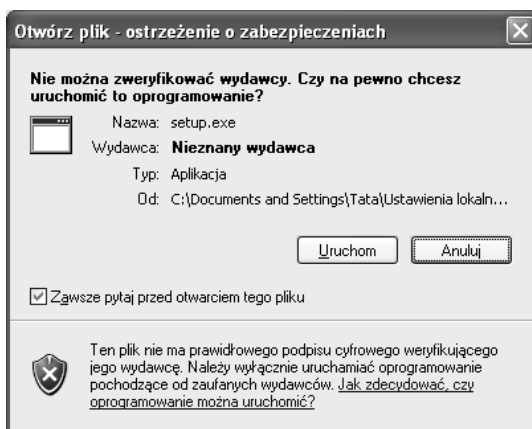 Otwórz plik - ostrzeżenie o zabezpieczeniach
Nie można zweryfikować wydawcy. Czy na pewno chcesz
uruchomić to oprogramowanie?
Nazwa: setup.exe
Wydawca: Nieznany wydawca
Typ: Aplikacja
Od: C:\Documents and Settings\Tata\Ustawienia lokaln...
Uruchom Anuluj
Zawsze pytaj przed otwarciem tego pliku
Ten plik nie ma prawidłowego podpisu cyfrowego weryfikującego
jego wydawcę. Należy wyłącznie uruchamiać oprogramowanie
pochodzące od zaufanych wydawców. Jak zdecydować, czy
oprogramowanie można uruchomić?